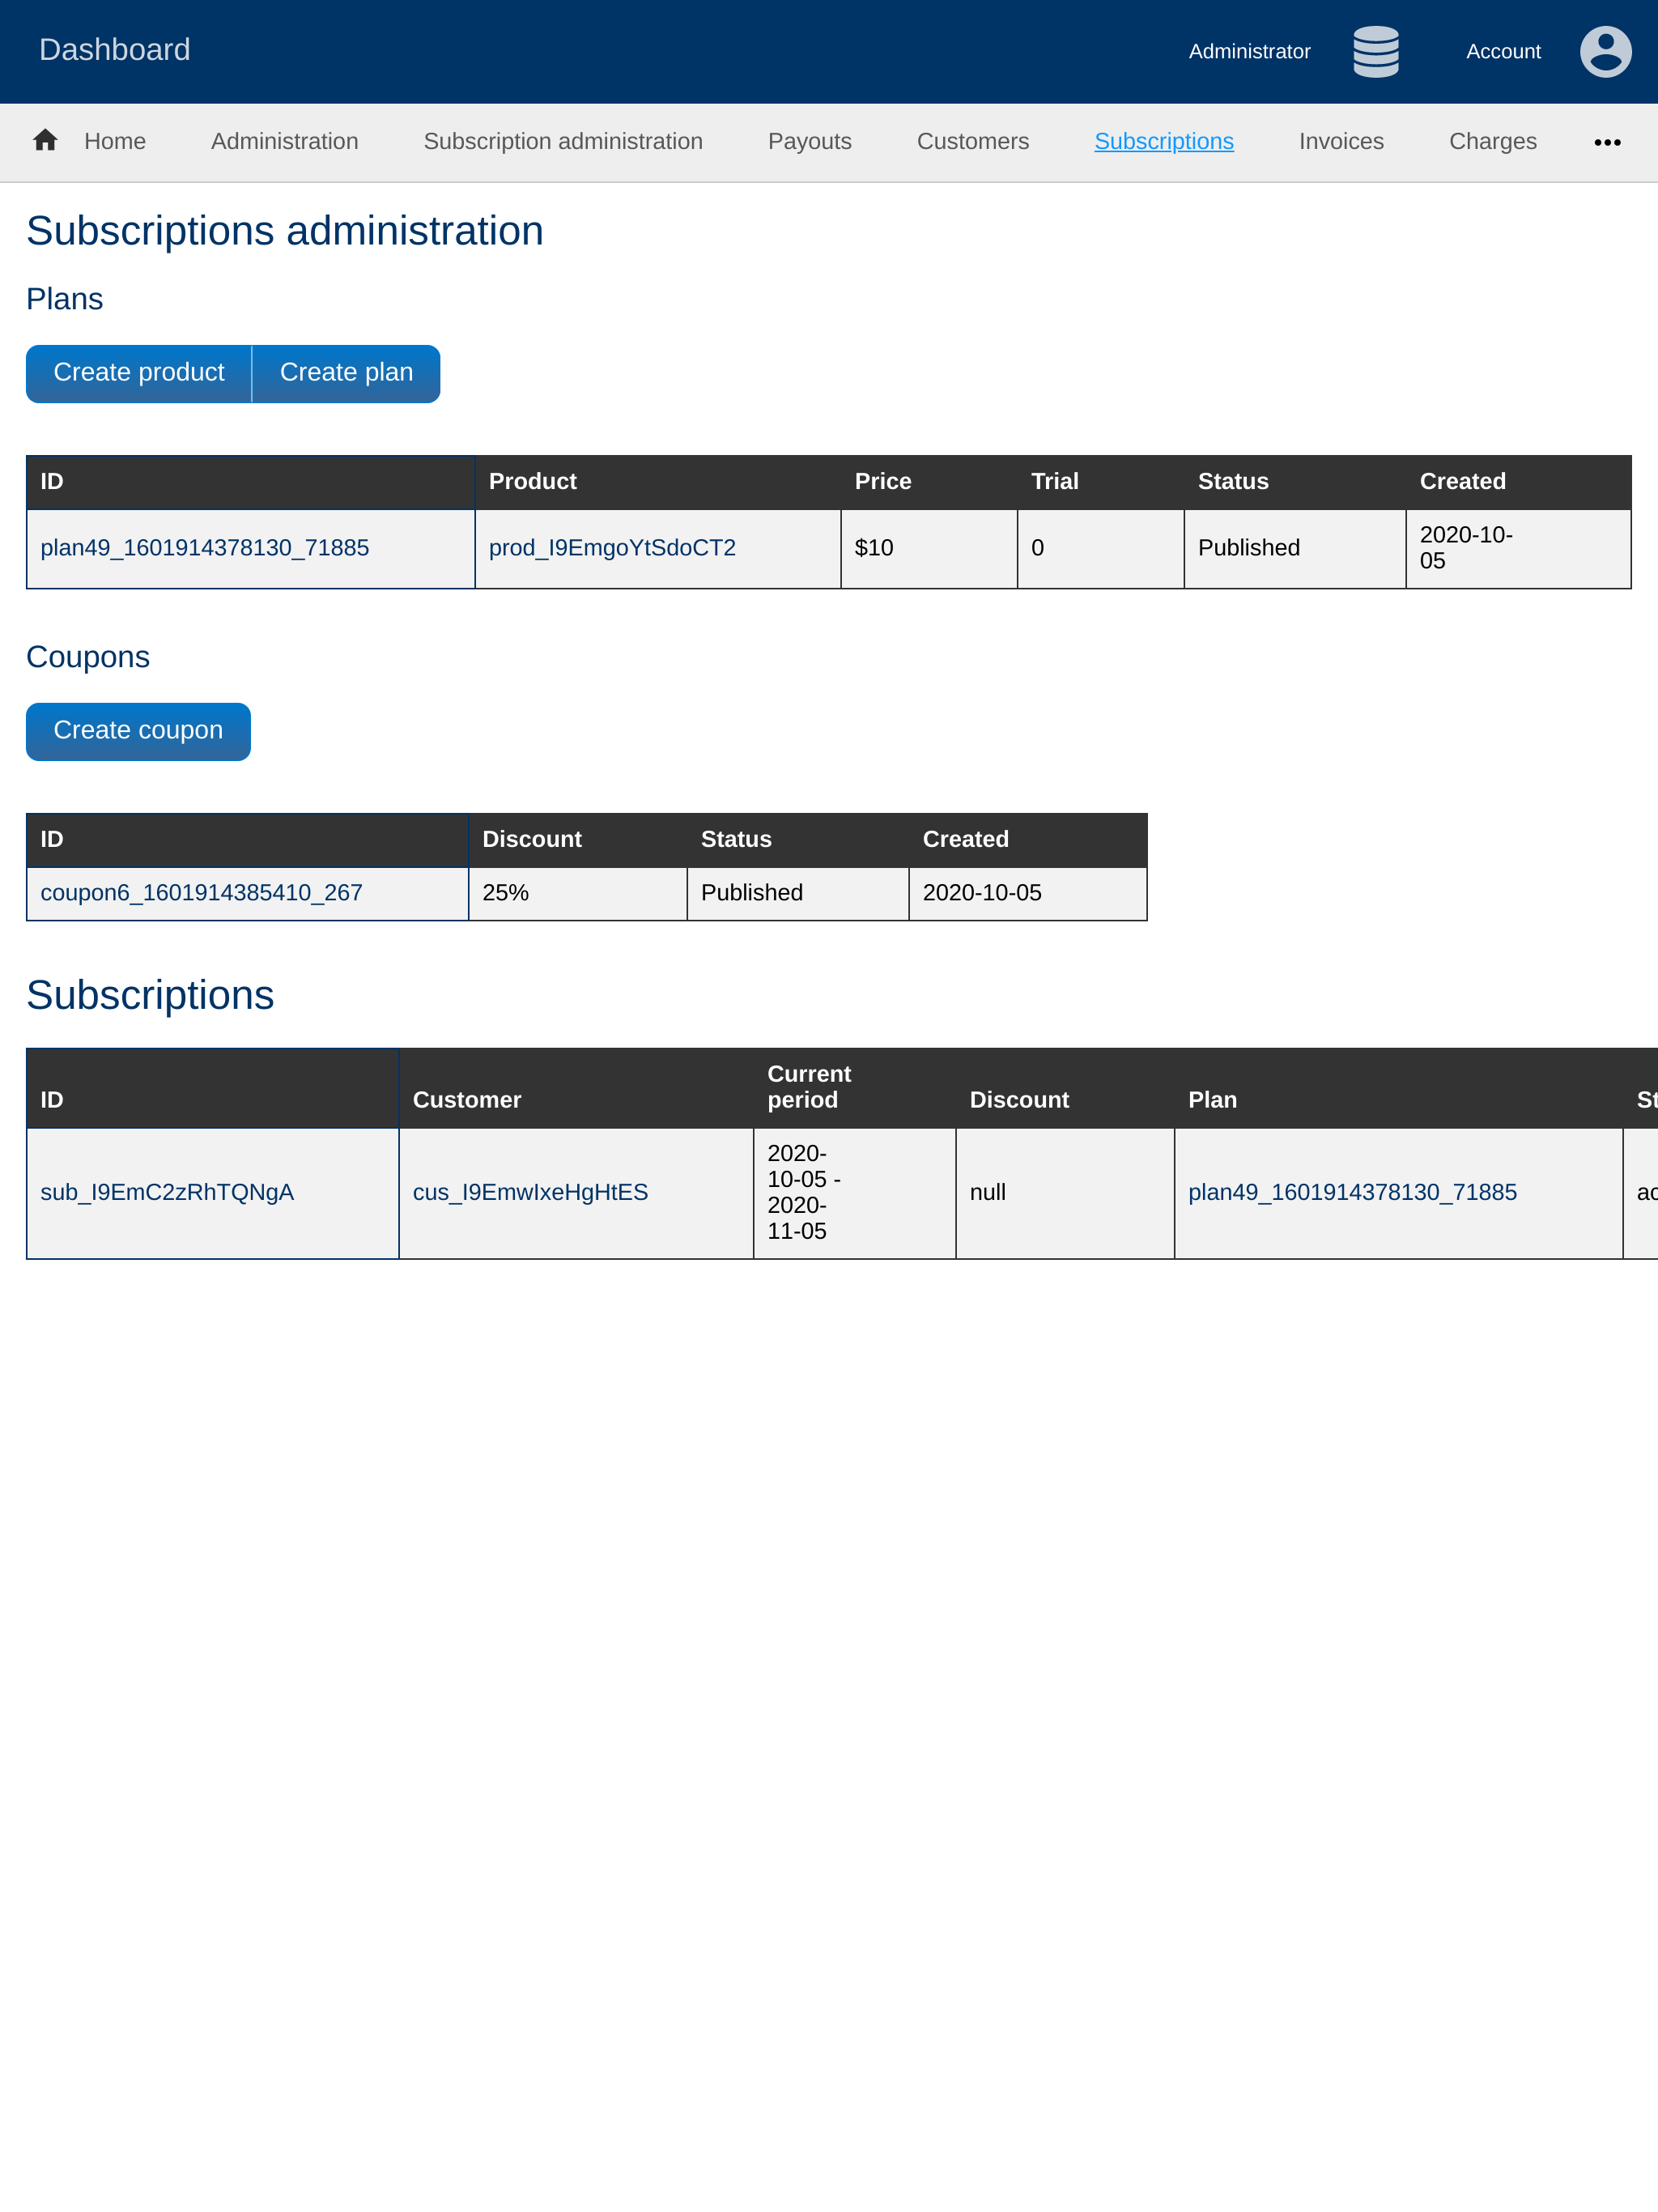 Dashboard Administrator Account
Home Administration Subscription administration Payouts Customers Subscriptions Invoices Charges •••
Subscriptions administration
Plans
Create product Create plan
ID Product Price Trial Status Created
plan49_1601914378130_71885 prod_I9EmgoYtSdoCT2 $10 0 Published 2020-10-
05
Coupons
Create coupon
ID Discount Status Created
coupon6_1601914385410_267 25% Published 2020-10-05
Subscriptions
Current
ID Customer period Discount Plan St
2020-
10-05 -
sub_I9EmC2zRhTQNgA cus_I9EmwIxeHgHtES null plan49_1601914378130_71885
2020-
11-05